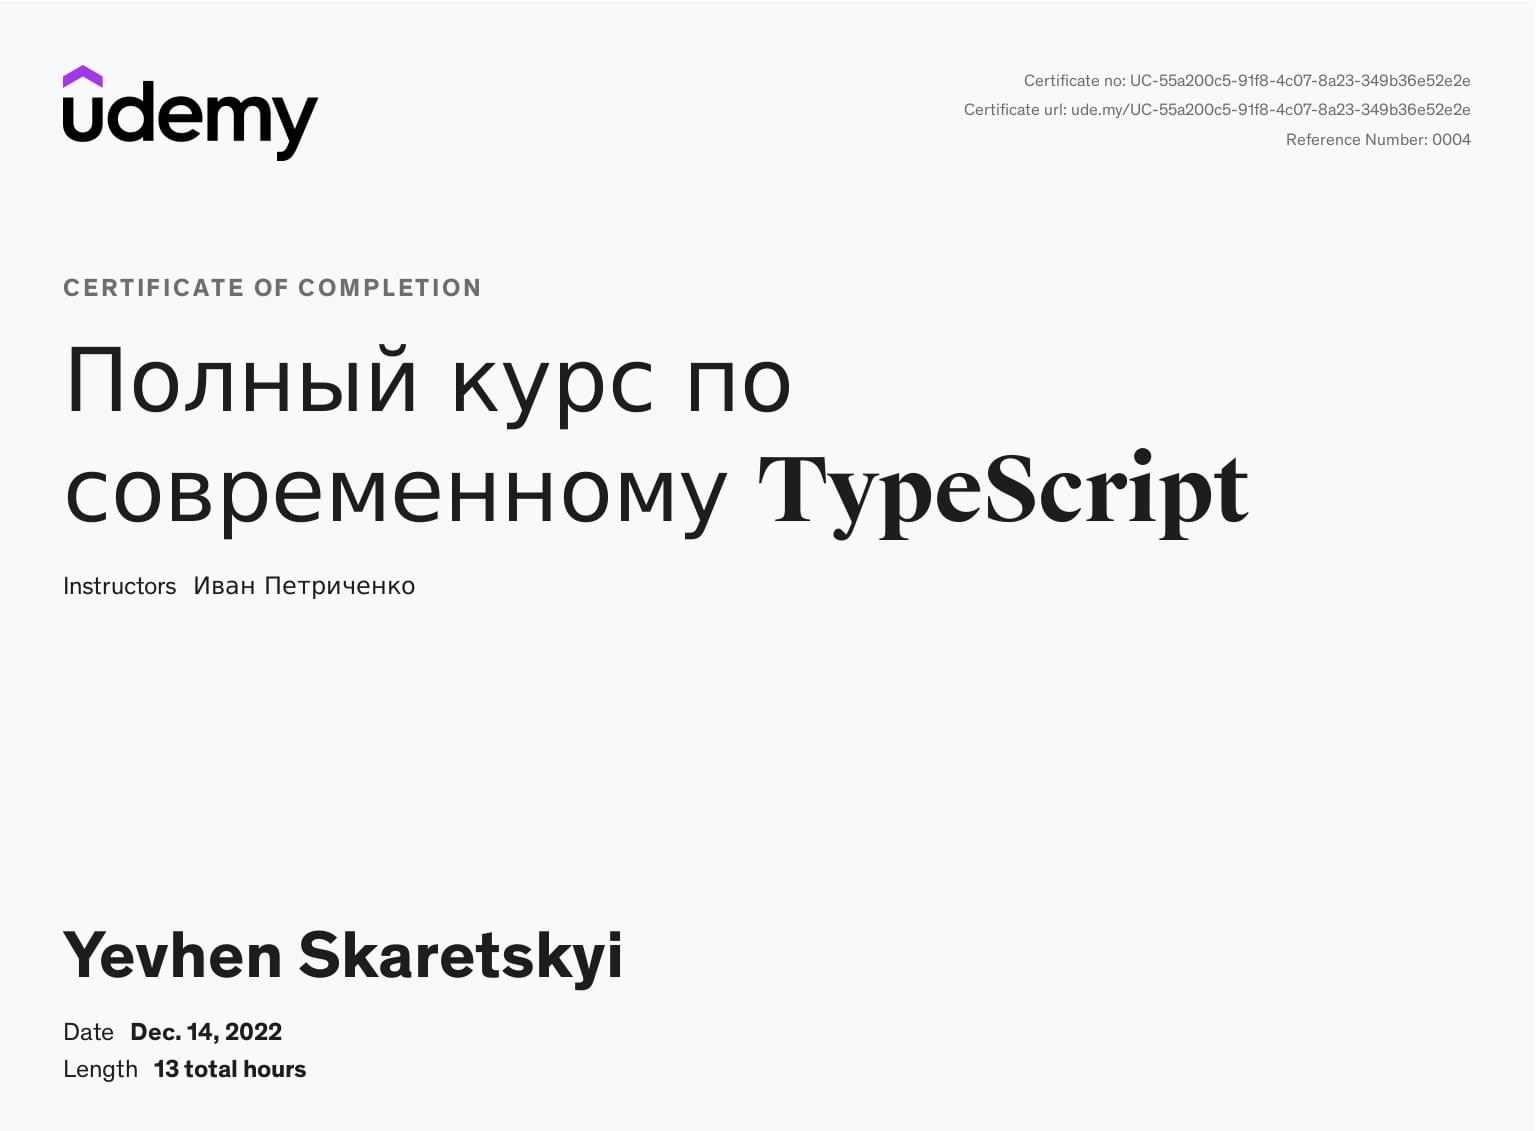 udemy
Certificate no: UC-55a200c5-91f8-4c07-8a23-349b36e52e2e
Certificate url: ude.my/UC-55a200c5-91f8-4c07-8a23-349b36e52e2e
Reference Number: 0004
CERTIFICATE OF COMPLETION
Полный курс по
современному TypeScript
Instructors Иван Петриченко
Yevhen Skaretskyi
Date Dec. 14, 2022
Length 13 total hours